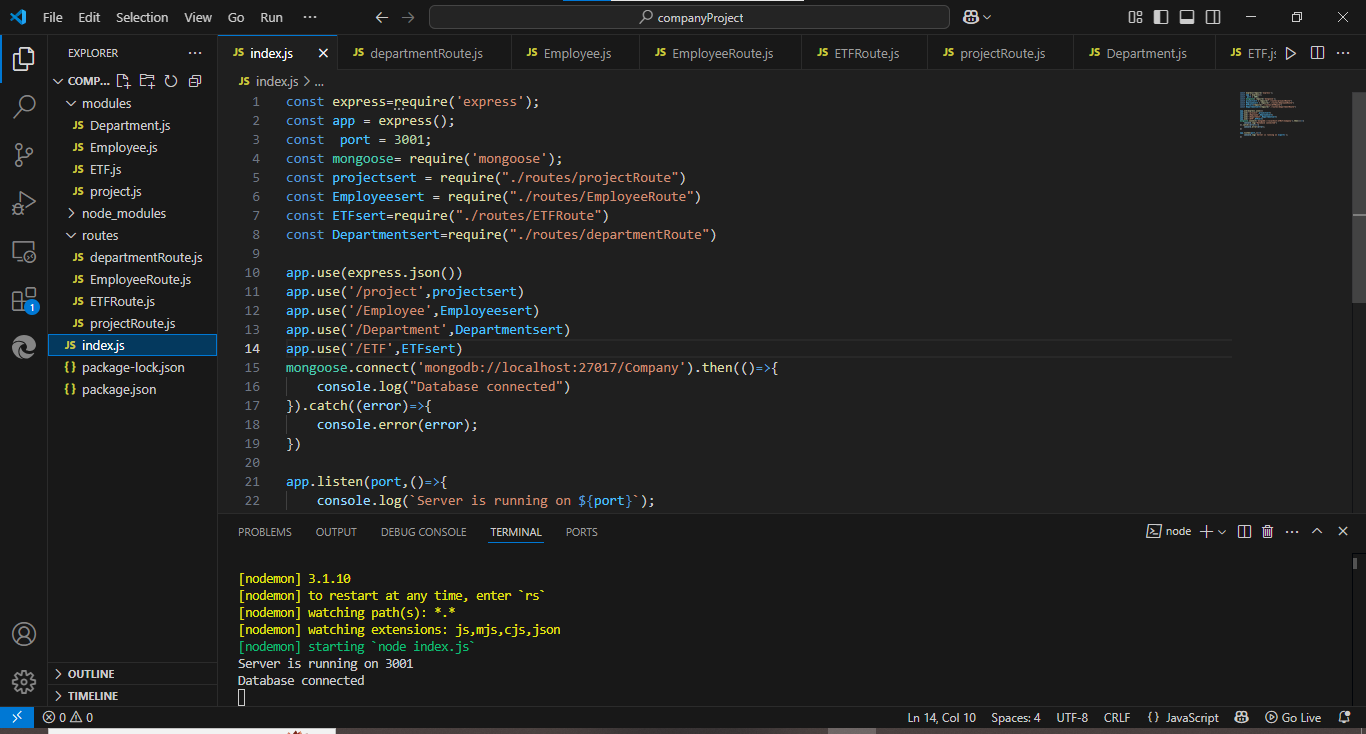 File Edit Selection View Go Run ··· companyProject
EXPLORER ···
COMP...
modules
JS Department.js
JS Employee.js
JS ETF.js
JS project.js
node_modules
routes
JS departmentRoute.js
JS EmployeeRoute.js
JS ETFRoute.js
JS projectRoute.js
JS index.js
{} package-lock.json
{} package.json
OUTLINE
TIMELINE
1
JS index.js JS departmentRoute.js JS Employee.js JS EmployeeRoute.js JS ETFRoute.js JS projectRoute.js JS Department.js JS ETF.js ···
JS index.js > ...
1 const express=require('express');
2 const app = express();
3 const  port = 3001;
4 const mongoose= require('mongoose');
5 const projectsert = require("./routes/projectRoute")
6 const Employeesert = require("./routes/EmployeeRoute")
7 const ETFsert=require("./routes/ETFRoute")
8 const Departmentsert=require("./routes/departmentRoute")
9
10 app.use(express.json())
11 app.use('/project',projectsert)
12 app.use('/Employee',Employeesert)
13 app.use('/Department',Departmentsert)
14 app.use('/ETF',ETFsert)
15 mongoose.connect('mongodb://localhost:27017/Company').then(()=>{
16     console.log("Database connected")
17 }).catch((error)=>{
18     console.error(error);
19 })
20
21 app.listen(port,()=>{
22     console.log(`Server is running on ${port}`);
PROBLEMS OUTPUT DEBUG CONSOLE TERMINAL PORTS node ···
[nodemon] 3.1.10
[nodemon] to restart at any time, enter `rs`
[nodemon] watching path(s): *.*
[nodemon] watching extensions: js,mjs,cjs,json
[nodemon] starting `node index.js`
Server is running on 3001
Database connected
0 0 Ln 14, Col 10 Spaces: 4 UTF-8 CRLF {} JavaScript Go Live